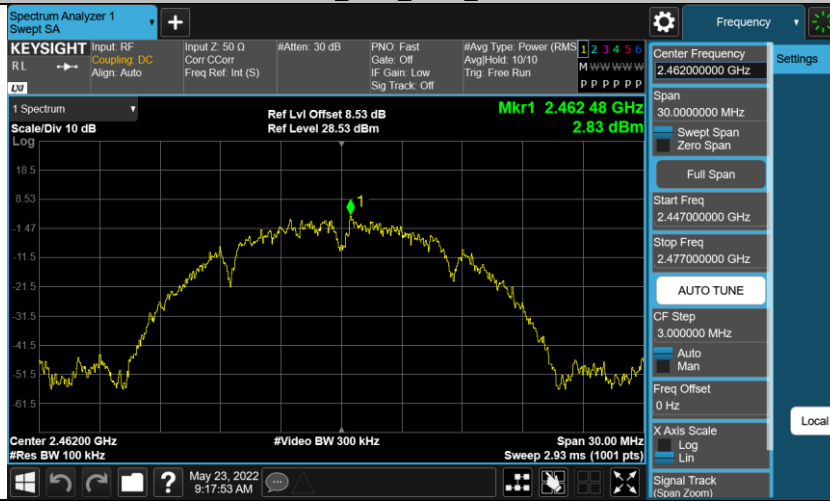 Spectrum Analyzer 1
Swept SA
+
Frequency
KEYSIGHT
R L
LXI
Input: RF
Coupling: DC
Align: Auto
Input Z: 50 Ω
Corr CCorr
Freq Ref: Int (S)
#Atten: 30 dB
PNO: Fast
Gate: Off
IF Gain: Low
Sig Track: Off
#Avg Type: Power (RMS
Avg|Hold: 10/10
Trig: Free Run
1 2 3 4 5 6
M W W W W W
P P P P P P
1 Spectrum
Scale/Div 10 dB
Log
Ref Lvl Offset 8.53 dB
Ref Level 28.53 dBm
Mkr1 2.462 48 GHz
2.83 dBm
18.5
8.53
-1.47
-11.5
-21.5
-31.5
-41.5
-51.5
-61.5
1
Center 2.46200 GHz
#Res BW 100 kHz
#Video BW 300 kHz
Span 30.00 MHz
Sweep 2.93 ms (1001 pts)
?
May 23, 2022
9:17:53 AM
Center Frequency
2.462000000 GHz
Span
30.0000000 MHz
Swept Span
Zero Span
Full Span
Start Freq
2.447000000 GHz
Stop Freq
2.477000000 GHz
AUTO TUNE
CF Step
3.000000 MHz
Auto
Man
Freq Offset
0 Hz
X Axis Scale
Log
Lin
Signal Track
(Span Zoom)
Settings
Local